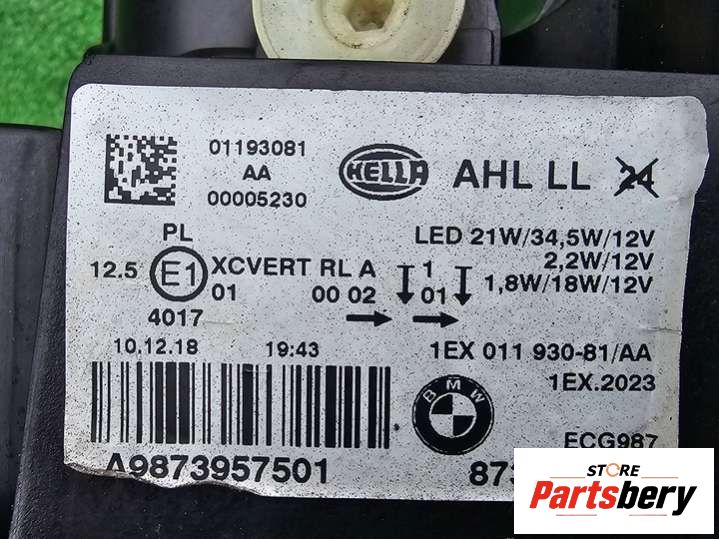 01193081
AA
00005230
HELLA
AHL LL 24
LED 21W/34,5W/12V
2,2W/12V
1,8W/18W/12V
PL
12.5 E1 XCVERT RL A 1
01 00 02 01
4017
10.12.18 19:43
1EX 011 930-81/AA
1EX.2023
BMW
ECG987
A9873957501
873
STORE
Partsbery